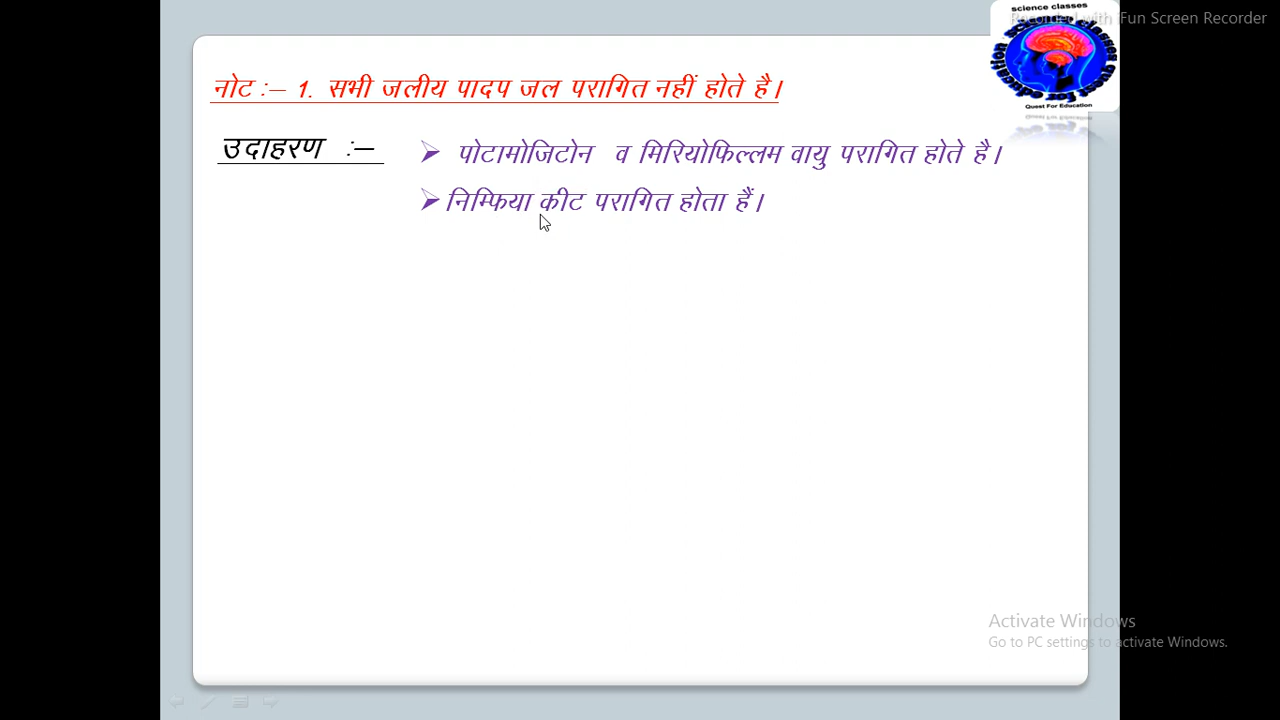 science classes
Recorded with iFun Screen Recorder
Quest For Education
नोट :– 1. सभी जलीय पादप जल परागित नहीं होते है।
उदाहरण :–
➢ पोटामोजिटोन व मिरियोफिल्लम वायु परागित होते है।
➢ निम्फिया कीट परागित होता हैं।
Activate Windows
Go to PC settings to activate Windows.